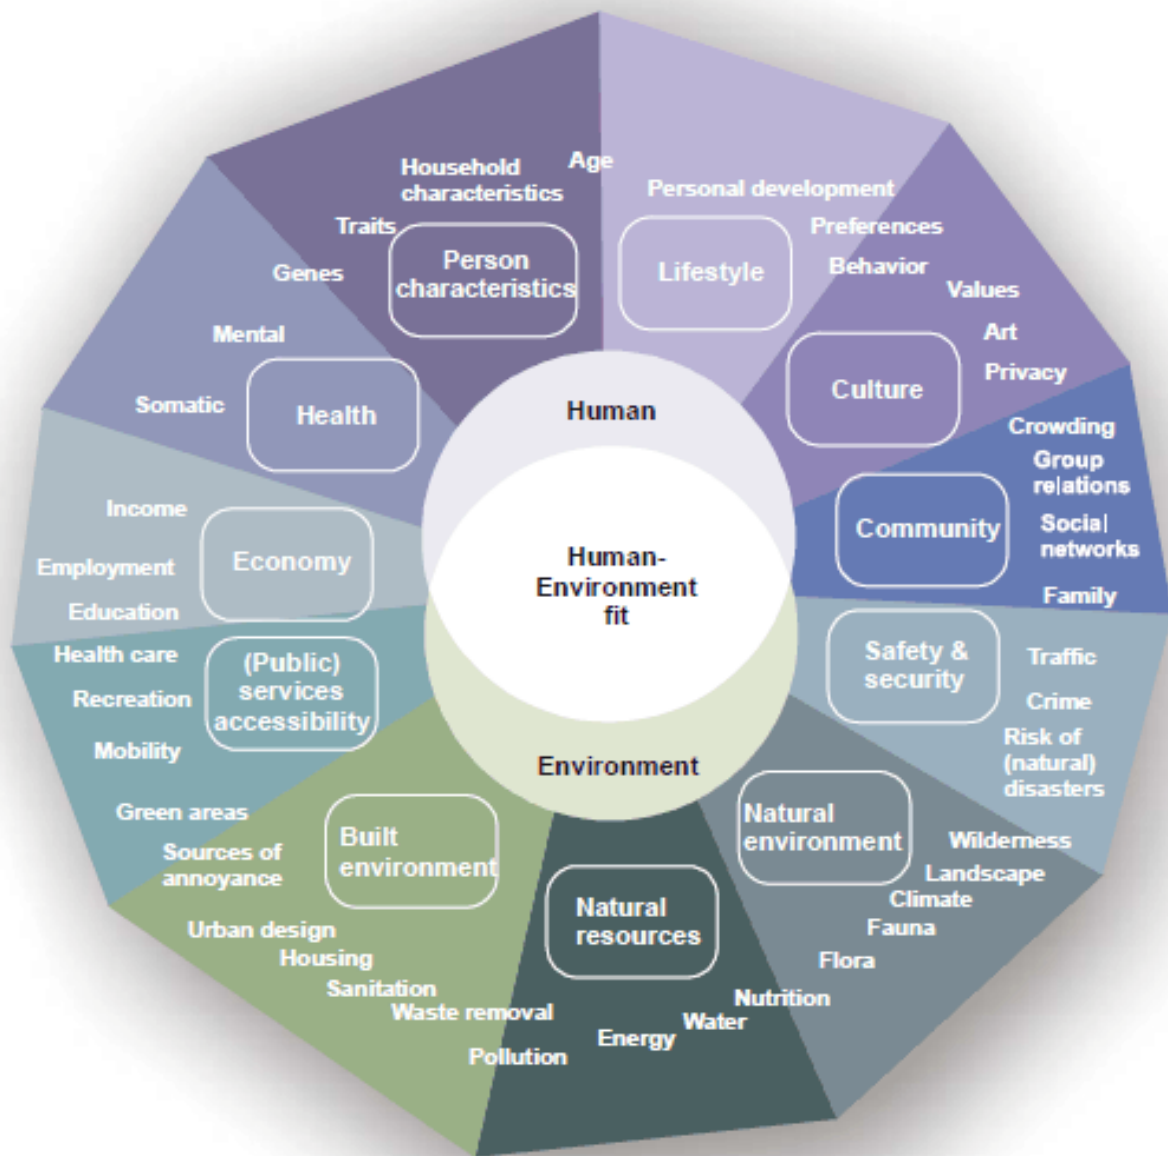 Age
Household
characteristics
Traits
Genes
Person
characteristics
Personal development
Preferences
Behavior
Lifestyle
Values
Art
Privacy
Culture
Crowding
Group
relations
Social
networks
Family
Community
Safety &
security
Traffic
Crime
Risk of
(natural)
disasters
Natural
environment
Wilderness
Landscape
Climate
Fauna
Flora
Natural
resources
Nutrition
Water
Energy
Pollution
Built
environment
Green areas
Sources of
annoyance
Urban design
Housing
Sanitation
Waste removal
(Public)
services
accessibility
Health care
Recreation
Mobility
Economy
Income
Employment
Education
Health
Mental
Somatic
Human
Human-
Environment
fit
Environment